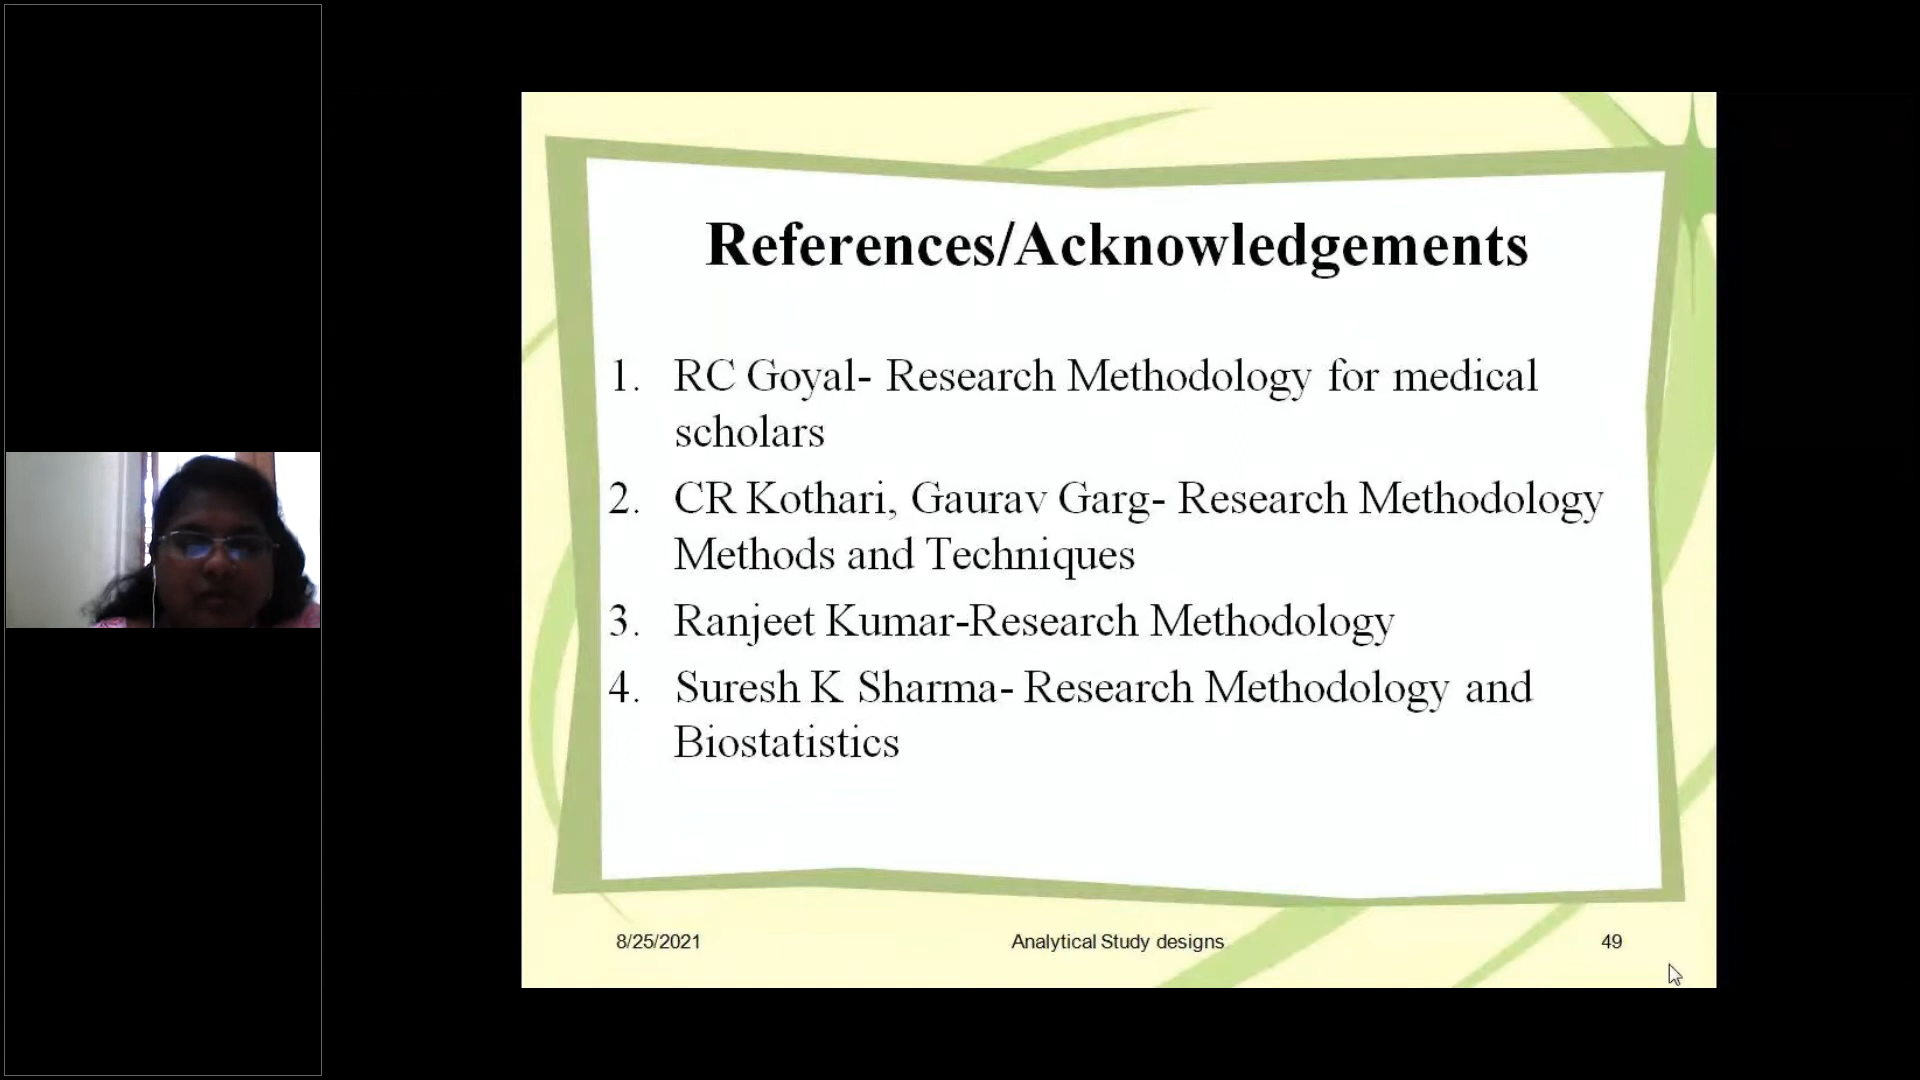 References/Acknowledgements
1. RC Goyal- Research Methodology for medical
scholars
2. CR Kothari, Gaurav Garg- Research Methodology
Methods and Techniques
3. Ranjeet Kumar-Research Methodology
4. Suresh K Sharma- Research Methodology and
Biostatistics
8/25/2021 Analytical Study designs 49